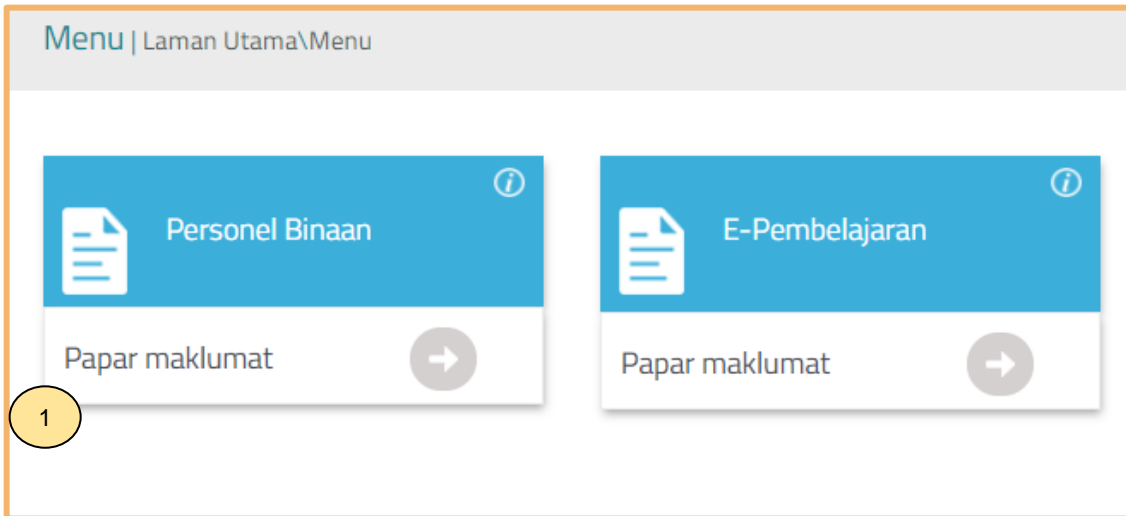 Menu | Laman Utama\Menu
Personel Binaan
E-Pembelajaran
Papar maklumat
Papar maklumat
1